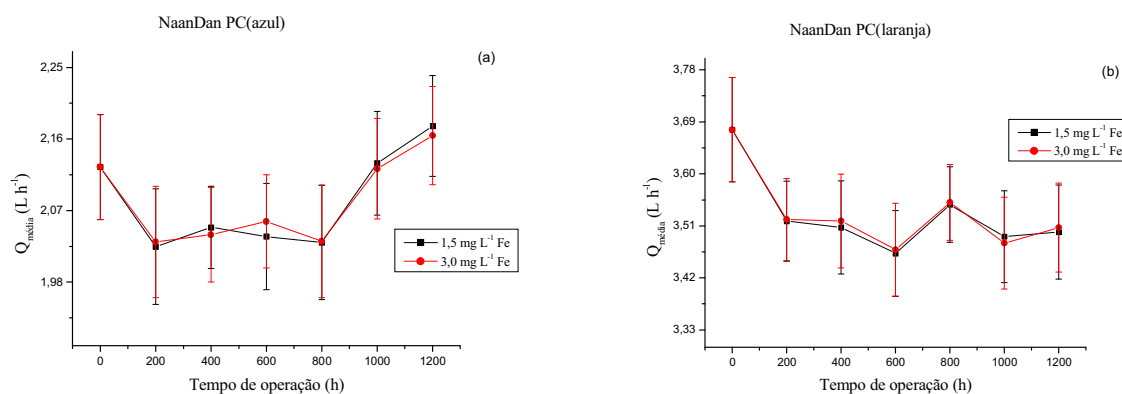 NaanDan PC(azul)
(a)
2,25
2,16
2,07
1,98
Q média (L h-1)
1,5 mg L-1 Fe
3,0 mg L-1 Fe
0 200 400 600 800 1000 1200
Tempo de operação (h)
NaanDan PC(laranja)
(b)
3,78
3,69
3,60
3,51
3,42
3,33
Q média (L h-1)
1,5 mg L-1 Fe
3,0 mg L-1 Fe
0 200 400 600 800 1000 1200
Tempo de operação (h)